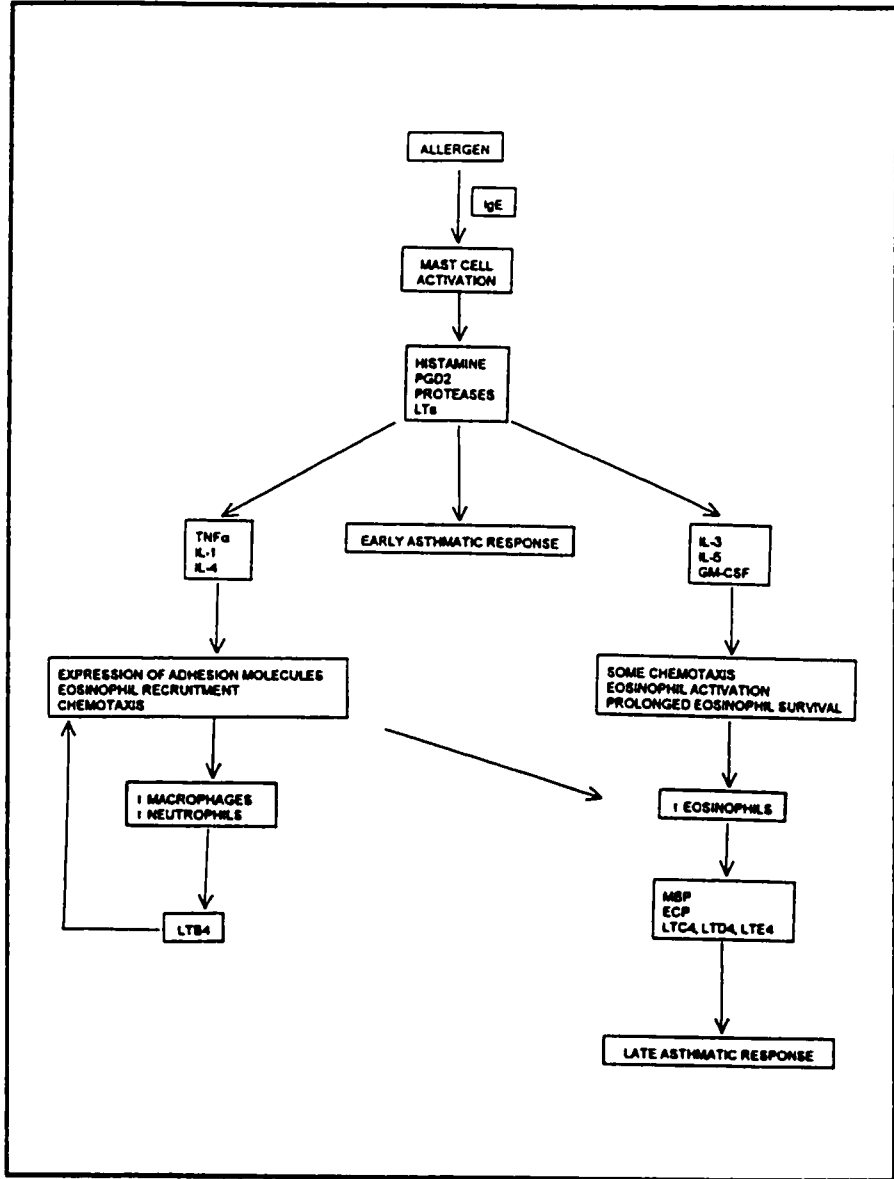 ALLERGEN
IgE
MAST CELL
ACTIVATION
HISTAMINE
PGD2
PROTEASES
LTs
TNFα
IL-1
IL-4
EARLY ASTHMATIC RESPONSE
IL-3
IL-5
GM-CSF
EXPRESSION OF ADHESION MOLECULES
EOSINOPHIL RECRUITMENT
CHEMOTAXIS
SOME CHEMOTAXIS
EOSINOPHIL ACTIVATION
PROLONGED EOSINOPHIL SURVIVAL
↑ MACROPHAGES
↑ NEUTROPHILS
↑ EOSINOPHILS
LTB4
MBP
ECP
LTC4, LTD4, LTE4
LATE ASTHMATIC RESPONSE